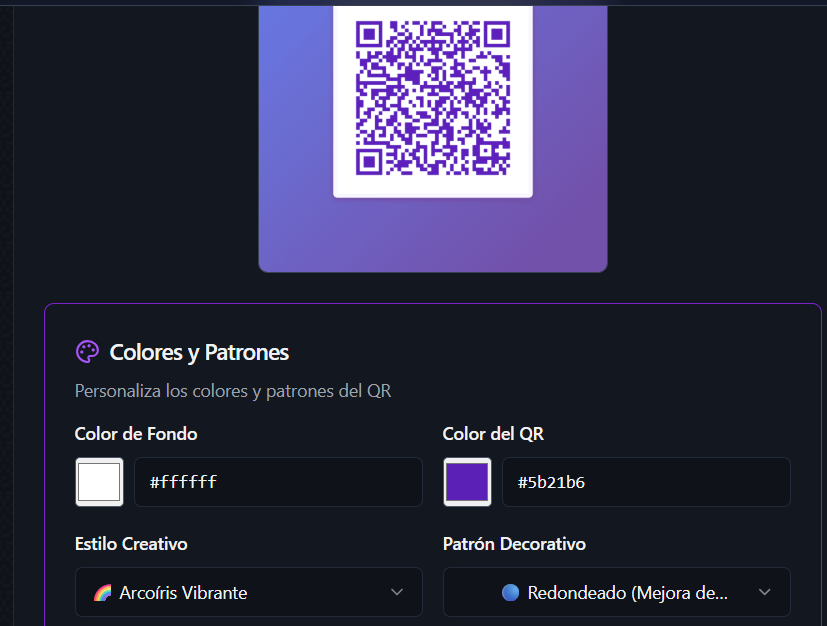 Colores y Patrones
Personaliza los colores y patrones del QR
Color de Fondo
Color del QR
#ffffff
#5b21b6
Estilo Creativo
Patrón Decorativo
Arcoíris Vibrante
Redondeado (Mejora de...